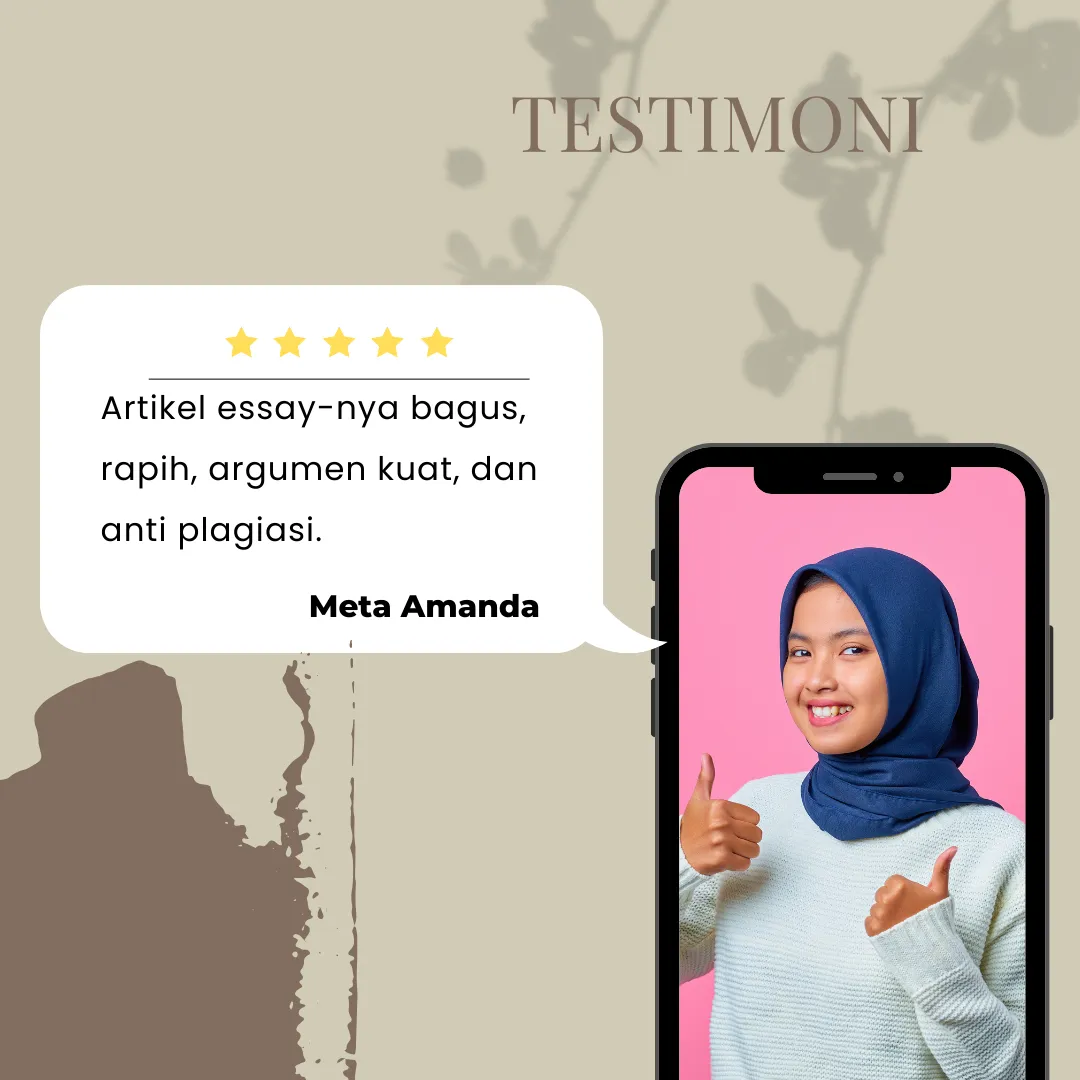 TESTIMONI
Artikel essay-nya bagus,
rapih, argumen kuat, dan
anti plagiasi.
Meta Amanda